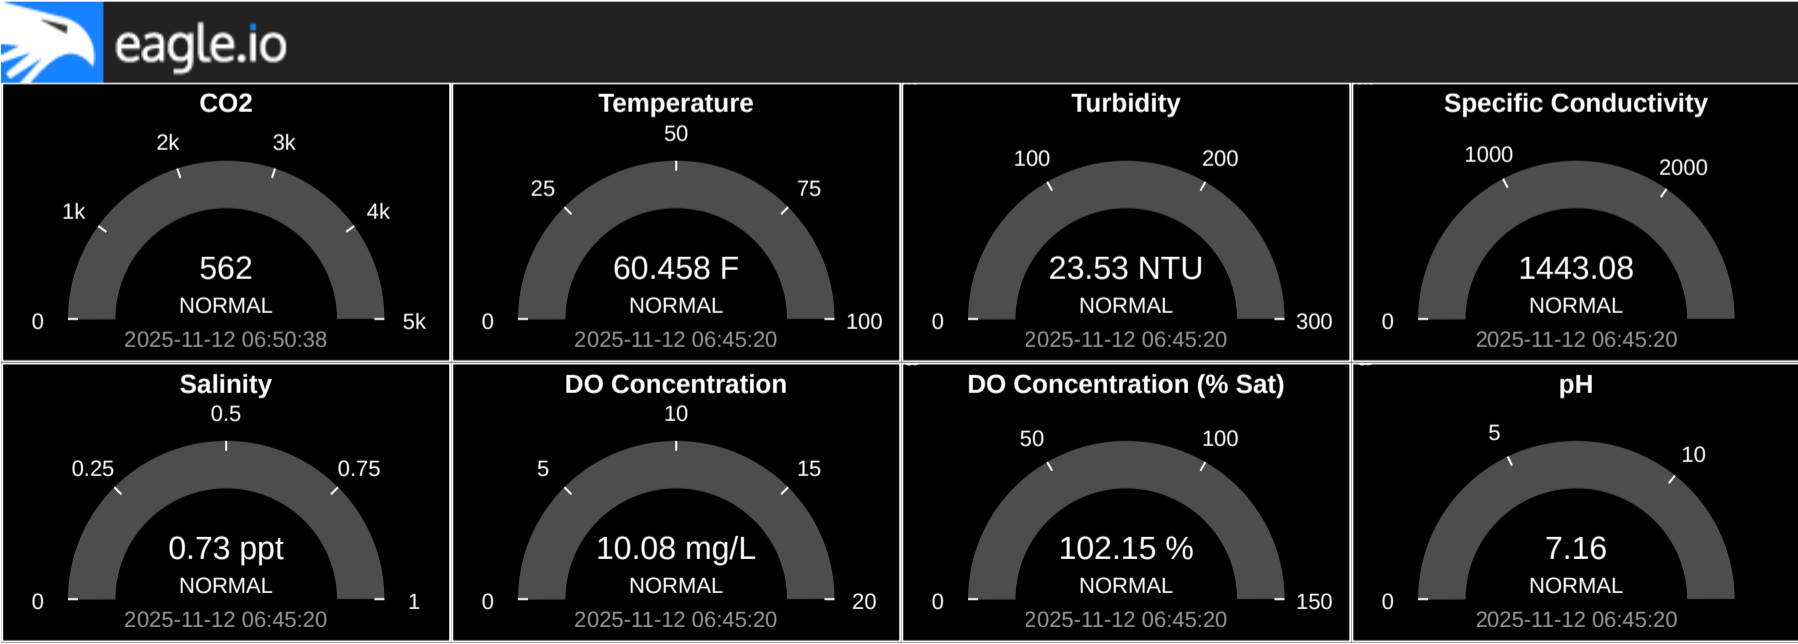 eagle.io
CO2
2k
3k
1k
4k
562
NORMAL
0
5k
2025-11-12 06:50:38
Temperature
50
25
75
60.458 F
NORMAL
0
100
2025-11-12 06:45:20
Turbidity
100
200
23.53 NTU
NORMAL
0
300
2025-11-12 06:45:20
Specific Conductivity
1000
2000
1443.08
NORMAL
0
2025-11-12 06:45:20
Salinity
0.5
0.25
0.75
0.73 ppt
NORMAL
0
1
2025-11-12 06:45:20
DO Concentration
10
5
15
10.08 mg/L
NORMAL
0
20
2025-11-12 06:45:20
DO Concentration (% Sat)
50
100
102.15 %
NORMAL
0
150
2025-11-12 06:45:20
pH
5
10
7.16
NORMAL
0
2025-11-12 06:45:20